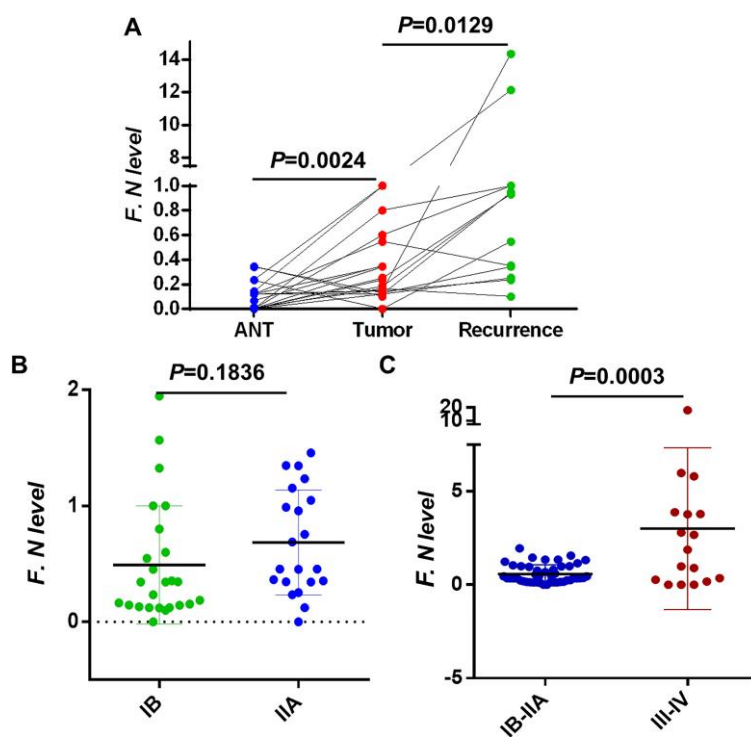 A
P=0.0129
P=0.0024
F. N level
14
12
10
8
1.0
0.8
0.6
0.4
0.2
0.0
ANT Tumor Recurrence
B
P=0.1836
F. N level
2
1
0
IB IIA
C
P=0.0003
F. N level
20
10
5
0
-5
IB-IIA III-IV